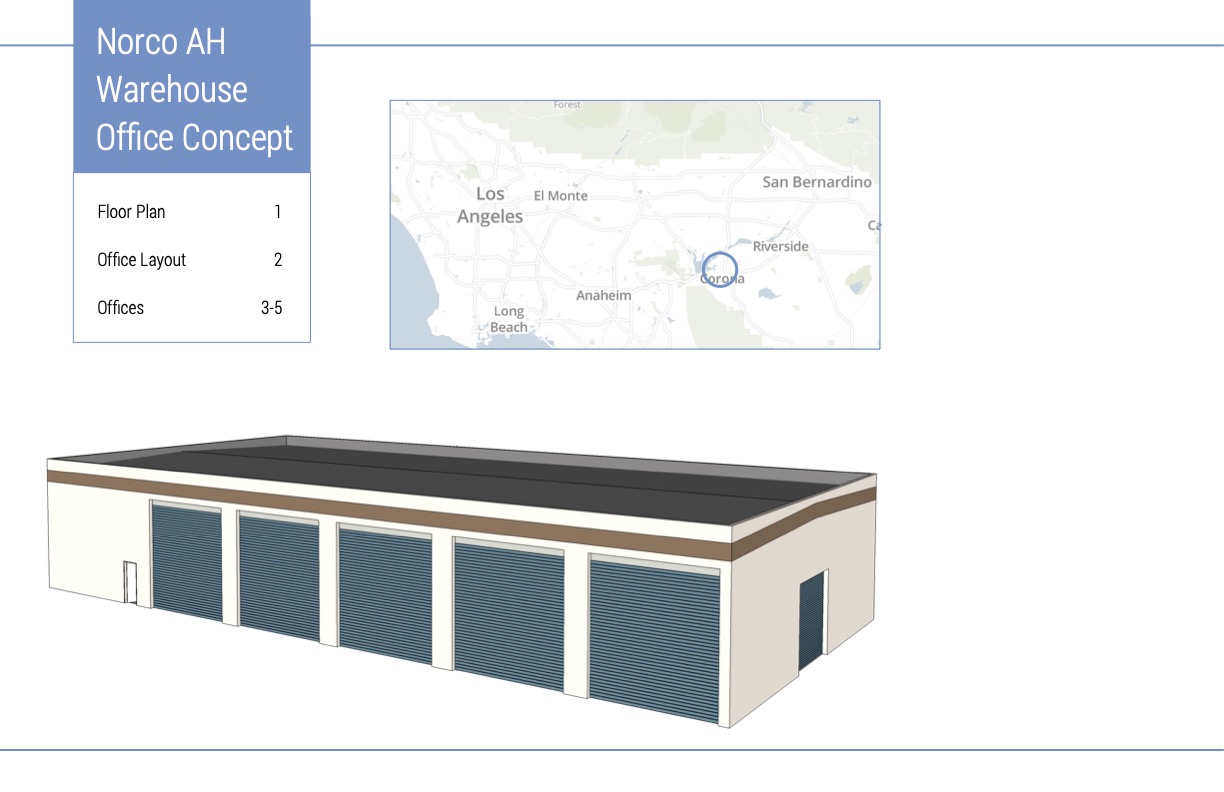 Norco AH
Warehouse
Office Concept
Floor Plan 1
Office Layout 2
Offices 3-5
Forest
San Bernardino
Los
Angeles
El Monte
Ca
Riverside
Corona
Anaheim
Long
Beach